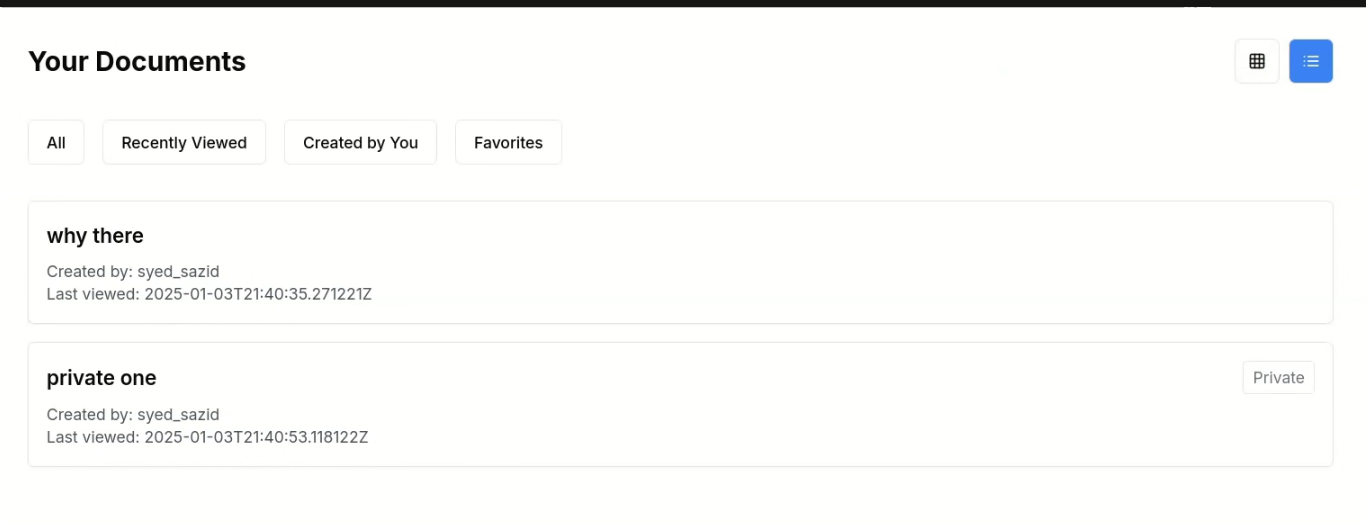 Your Documents
All
Recently Viewed
Created by You
Favorites
why there
Created by: syed_sazid
Last viewed: 2025-01-03T21:40:35.271221Z
private one
Private
Created by: syed_sazid
Last viewed: 2025-01-03T21:40:53.118122Z